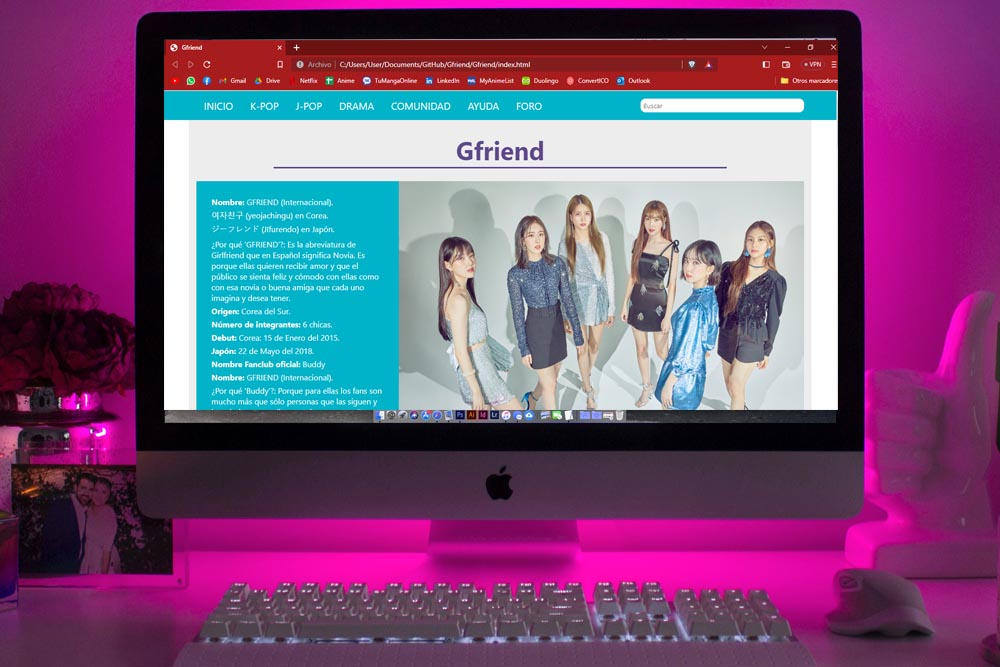 Gfriend
Archivo | C:/Users/User/Documents/GitHub/Gfriend/Gfriend/index.html
VPN
Gmail Drive Netflix Anime TuMangaOnline LinkedIn MyAnimeList Duolingo ConvertICO Outlook Otros marcadore
INICIO K-POP J-POP DRAMA COMUNIDAD AYUDA FORO Buscar
Gfriend
Nombre: GFRIEND (Internacional).
여자친구 (yeojachingu) en Corea.
ジーフレンド (JIfurendo) en Japón.
¿Por qué 'GFRIEND'?: Es la abreviatura de
Girlfriend que en Español significa Novia. Es
porque ellas quieren recibir amor y que el
público se sienta feliz y cómodo con ellas como
con esa novia o buena amiga que cada uno
imagina y desea tener.
Origen: Corea del Sur.
Número de integrantes: 6 chicas.
Debut: Corea: 15 de Enero del 2015.
Japón: 22 de Mayo del 2018.
Nombre Fanclub oficial: Buddy
Nombre: GFRIEND (Internacional).
¿Por qué 'Buddy'?: Porque para ellas los fans son
mucho más que sólo personas que las siguen y
Ps Ai Id Lr